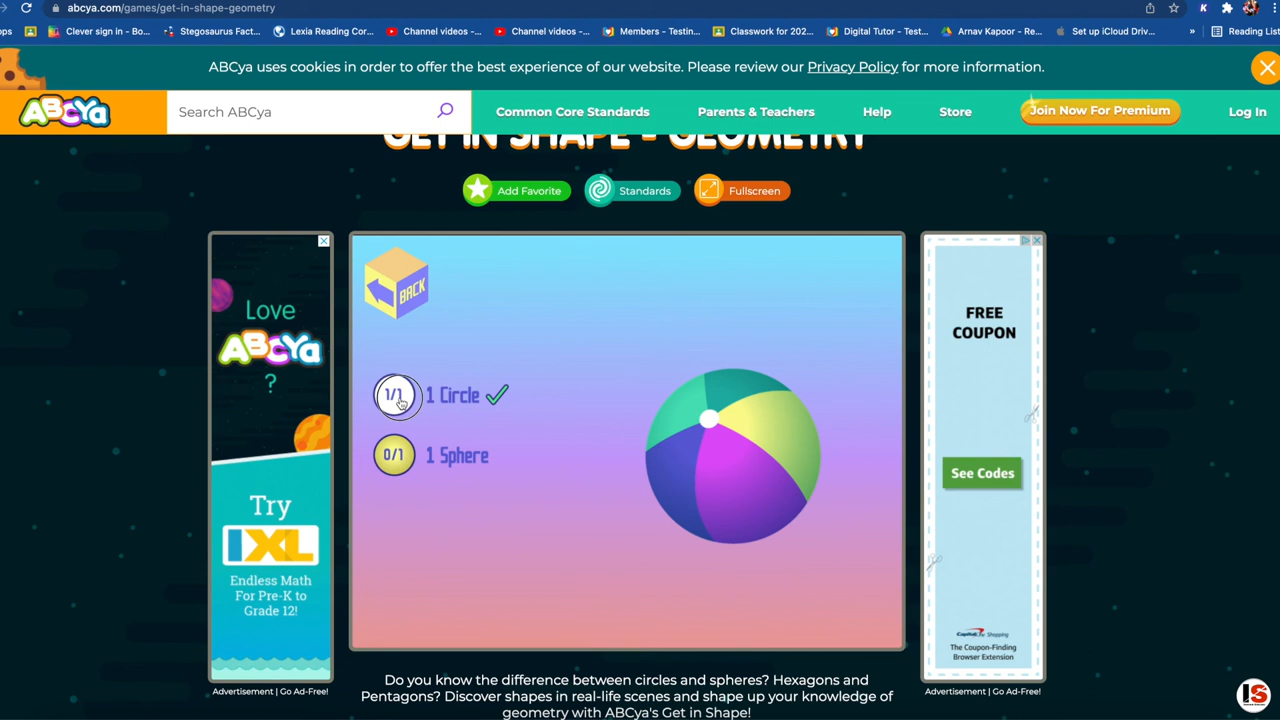 abcya.com/games/get-in-shape-geometry
Clever sign in - Bo... Stegosaurus Fact... Lexia Reading Cor... Channel videos -... Channel videos -... Members - Testin... Classwork for 202... Digital Tutor - Test... Arnav Kapoor - Re... Set up iCloud Driv... » Reading List
ABCya uses cookies in order to offer the best experience of our website. Please review our Privacy Policy for more information.
ABCYa Search ABCya Common Core Standards Parents & Teachers Help Store Join Now For Premium Log In
GET IN SHAPE - GEOMETRY
Add Favorite Standards Fullscreen
Love
ABCYa
?
Try
IXL
Endless Math
For Pre-K to
Grade 12!
Advertisement | Go Ad-Free!
BACK
1/1 1 Circle
0/1 1 Sphere
FREE
COUPON
See Codes
Capital One Shopping
The Coupon-Finding
Browser Extension
Advertisement | Go Ad-Free!
Do you know the difference between circles and spheres? Hexagons and
Pentagons? Discover shapes in real-life scenes and shape up your knowledge of
geometry with ABCya's Get in Shape!
IS